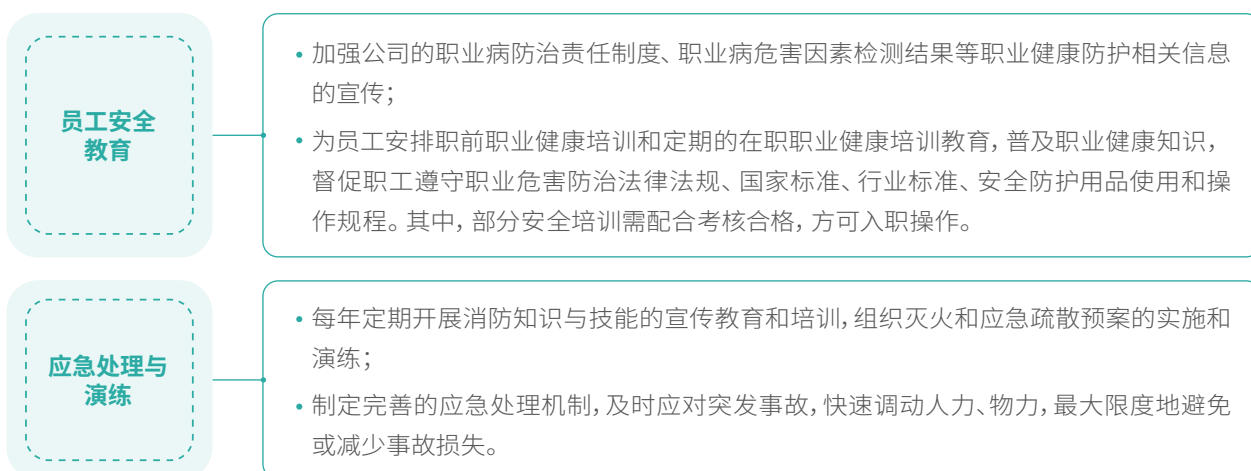 员工安全
教育
• 加强公司的职业病防治责任制度、职业病危害因素检测结果等职业健康防护相关信息
的宣传；
• 为员工安排职前职业健康培训和定期的在职职业健康培训教育，普及职业健康知识，
督促职工遵守职业危害防治法律法规、国家标准、行业标准、安全防护用品使用和操
作规程。其中，部分安全培训需配合考核合格，方可入职操作。
应急处理与
演练
• 每年定期开展消防知识与技能的宣传教育和培训，组织灭火和应急疏散预案的实施和
演练；
• 制定完善的应急处理机制，及时应对突发事故，快速调动人力、物力，最大限度地避免
或减少事故损失。